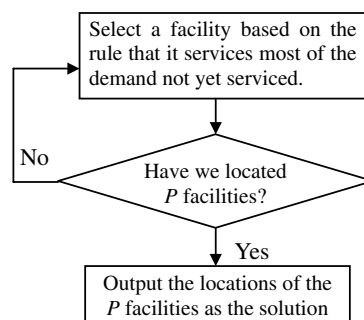 Select a facility based on the
rule that it services most of the
demand not yet serviced.
No
Have we located
P facilities?
Yes
Output the locations of the
P facilities as the solution